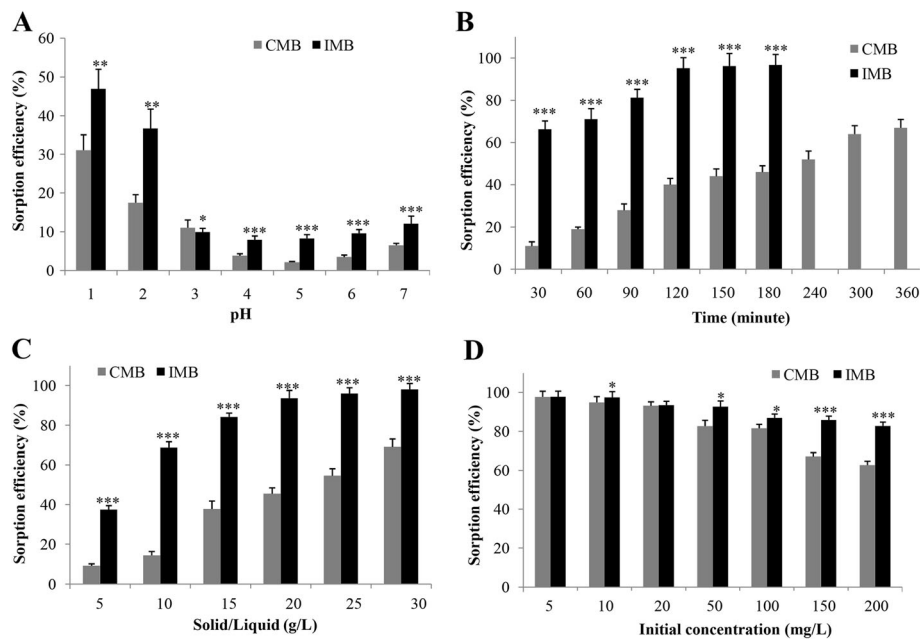 A
CMB IMB
Sorption efficiency (%)
60
50
40
30
20
10
0
** ** * *** *** *** ***
1 2 3 4 5 6 7
pH
B
CMB
IMB
Sorption efficiency (%)
100
80
60
40
20
0
*** *** *** *** *** ***
30 60 90 120 150 180 240 300 360
Time (minute)
C
CMB IMB
Sorption efficiency (%)
100
80
60
40
20
0
*** *** *** *** *** ***
5 10 15 20 25 30
Solid/Liquid (g/L)
D
CMB IMB
Sorption efficiency (%)
100
80
60
80
60
0
* * * *** ***
5 10 20 50 100 150 200
Initial concentration (mg/L)